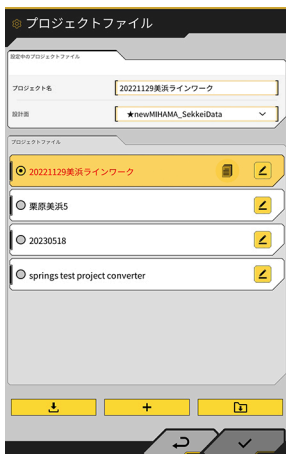 プロジェクトファイル
設定中のプロジェクトファイル
プロジェクト名
20221129美浜ラインワーク
設計面
★newMIHAMA_SekkeiData
プロジェクトファイル
20221129美浜ラインワーク
栗原美浜5
20230518
springs test project converter